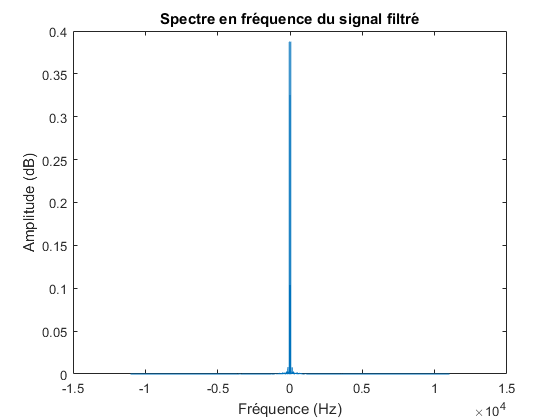 Spectre en fréquence du signal filtré
0.4
0.35
0.3
0.25
0.2
0.15
0.1
0.05
0
Amplitude (dB)
-1.5 -1 -0.5 0 0.5 1 1.5
Fréquence (Hz)
×10⁴